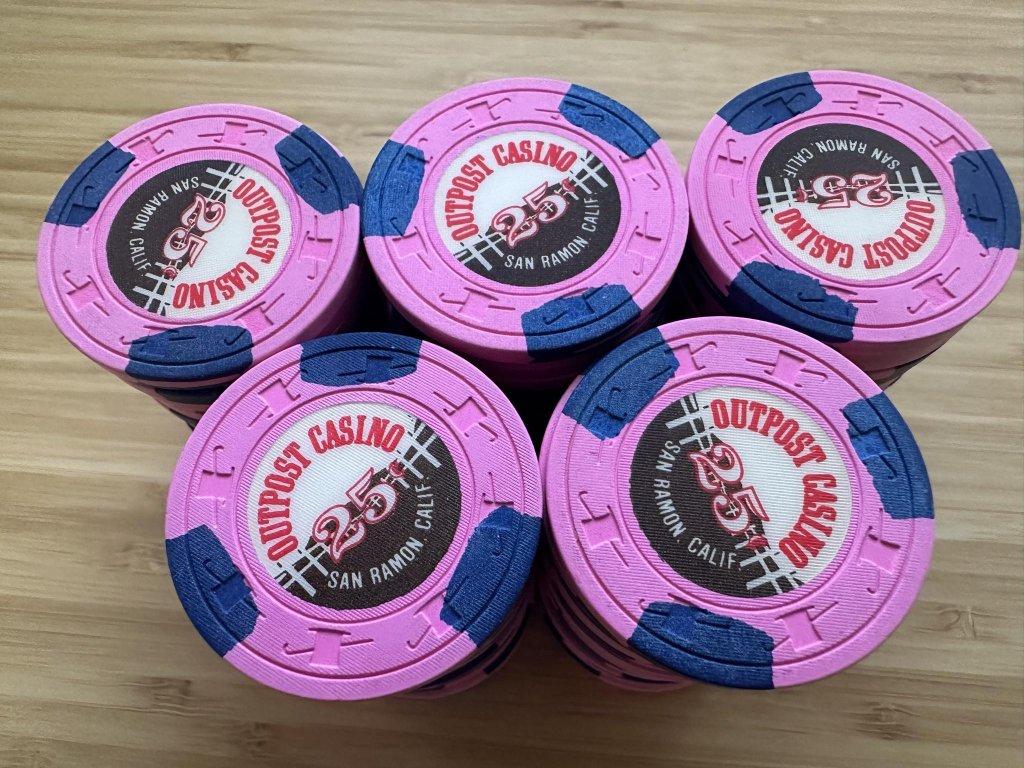 OUTPOST CASINO
25¢
SAN RAMON CALIF.
OUTPOST CASINO
25¢
SAN RAMON, CALIF.
OUTPOST CASINO
25¢
SAN RAMON, CALIF.
OUTPOST CASINO
25¢
SAN RAMON, CALIF.
OUTPOST CASINO
25¢
SAN RAMON CALIF.